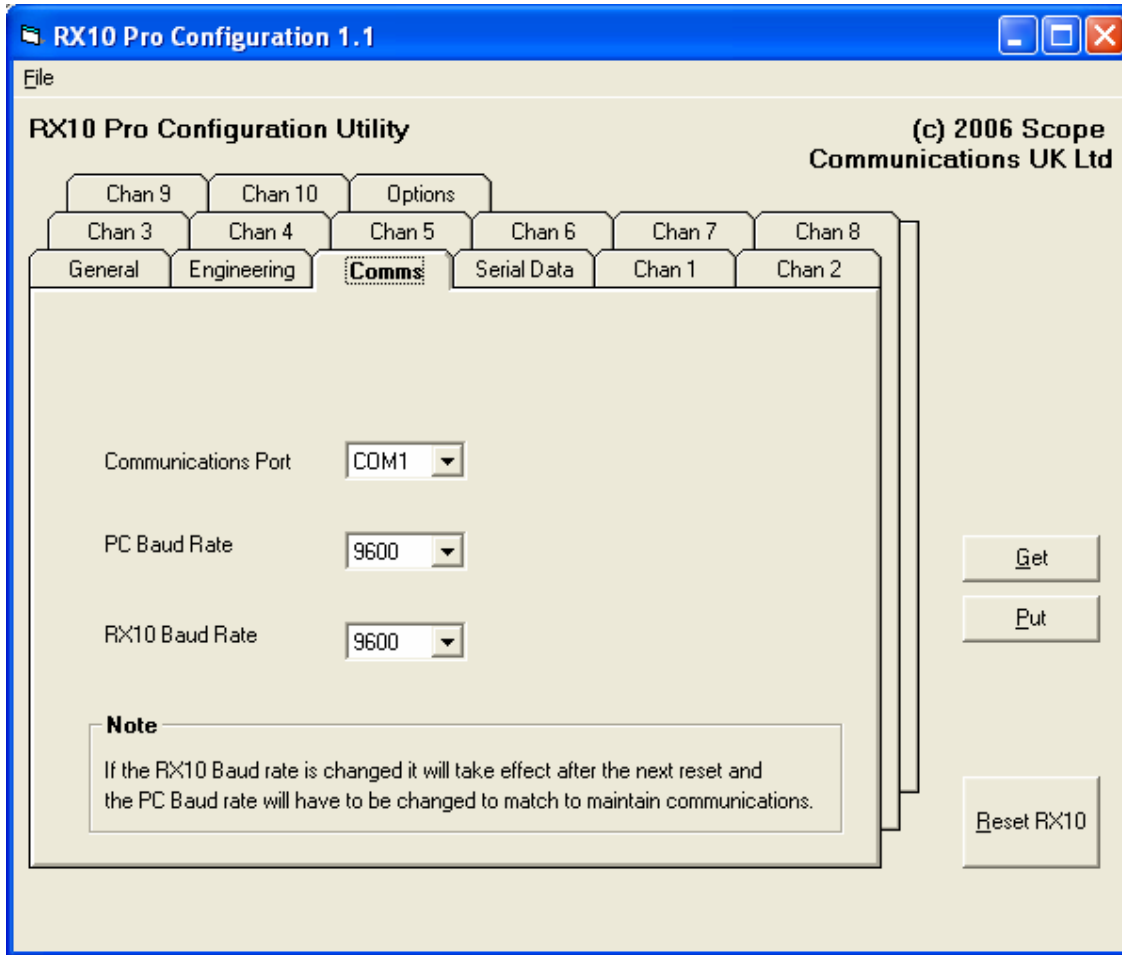 RX10 Pro Configuration 1.1
File
RX10 Pro Configuration Utility
(c) 2006 Scope
Communications UK Ltd
Chan 9 Chan 10 Options
Chan 3 Chan 4 Chan 5 Chan 6 Chan 7 Chan 8
General Engineering Comms Serial Data Chan 1 Chan 2
Communications Port COM1
PC Baud Rate 9600
RX10 Baud Rate 9600
Note
If the RX10 Baud rate is changed it will take effect after the next reset and
the PC Baud rate will have to be changed to match to maintain communications.
Get
Put
Reset RX10